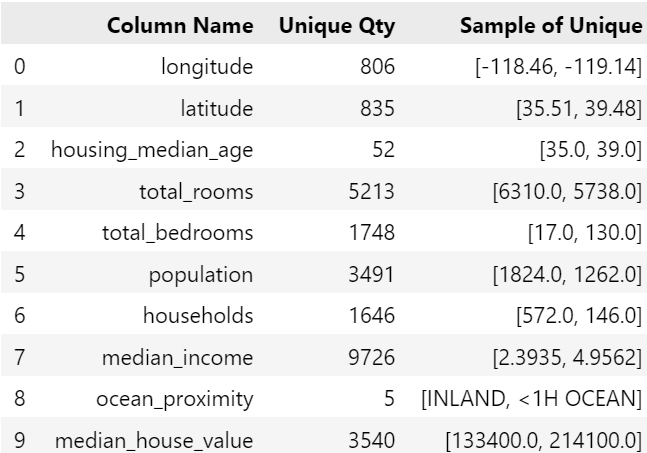 Column Name Unique Qty Sample of Unique
0 longitude 806 [-118.46, -119.14]
1 latitude 835 [35.51, 39.48]
2 housing_median_age 52 [35.0, 39.0]
3 total_rooms 5213 [6310.0, 5738.0]
4 total_bedrooms 1748 [17.0, 130.0]
5 population 3491 [1824.0, 1262.0]
6 households 1646 [572.0, 146.0]
7 median_income 9726 [2.3935, 4.9562]
8 ocean_proximity 5 [INLAND, <1H OCEAN]
9 median_house_value 3540 [133400.0, 214100.0]